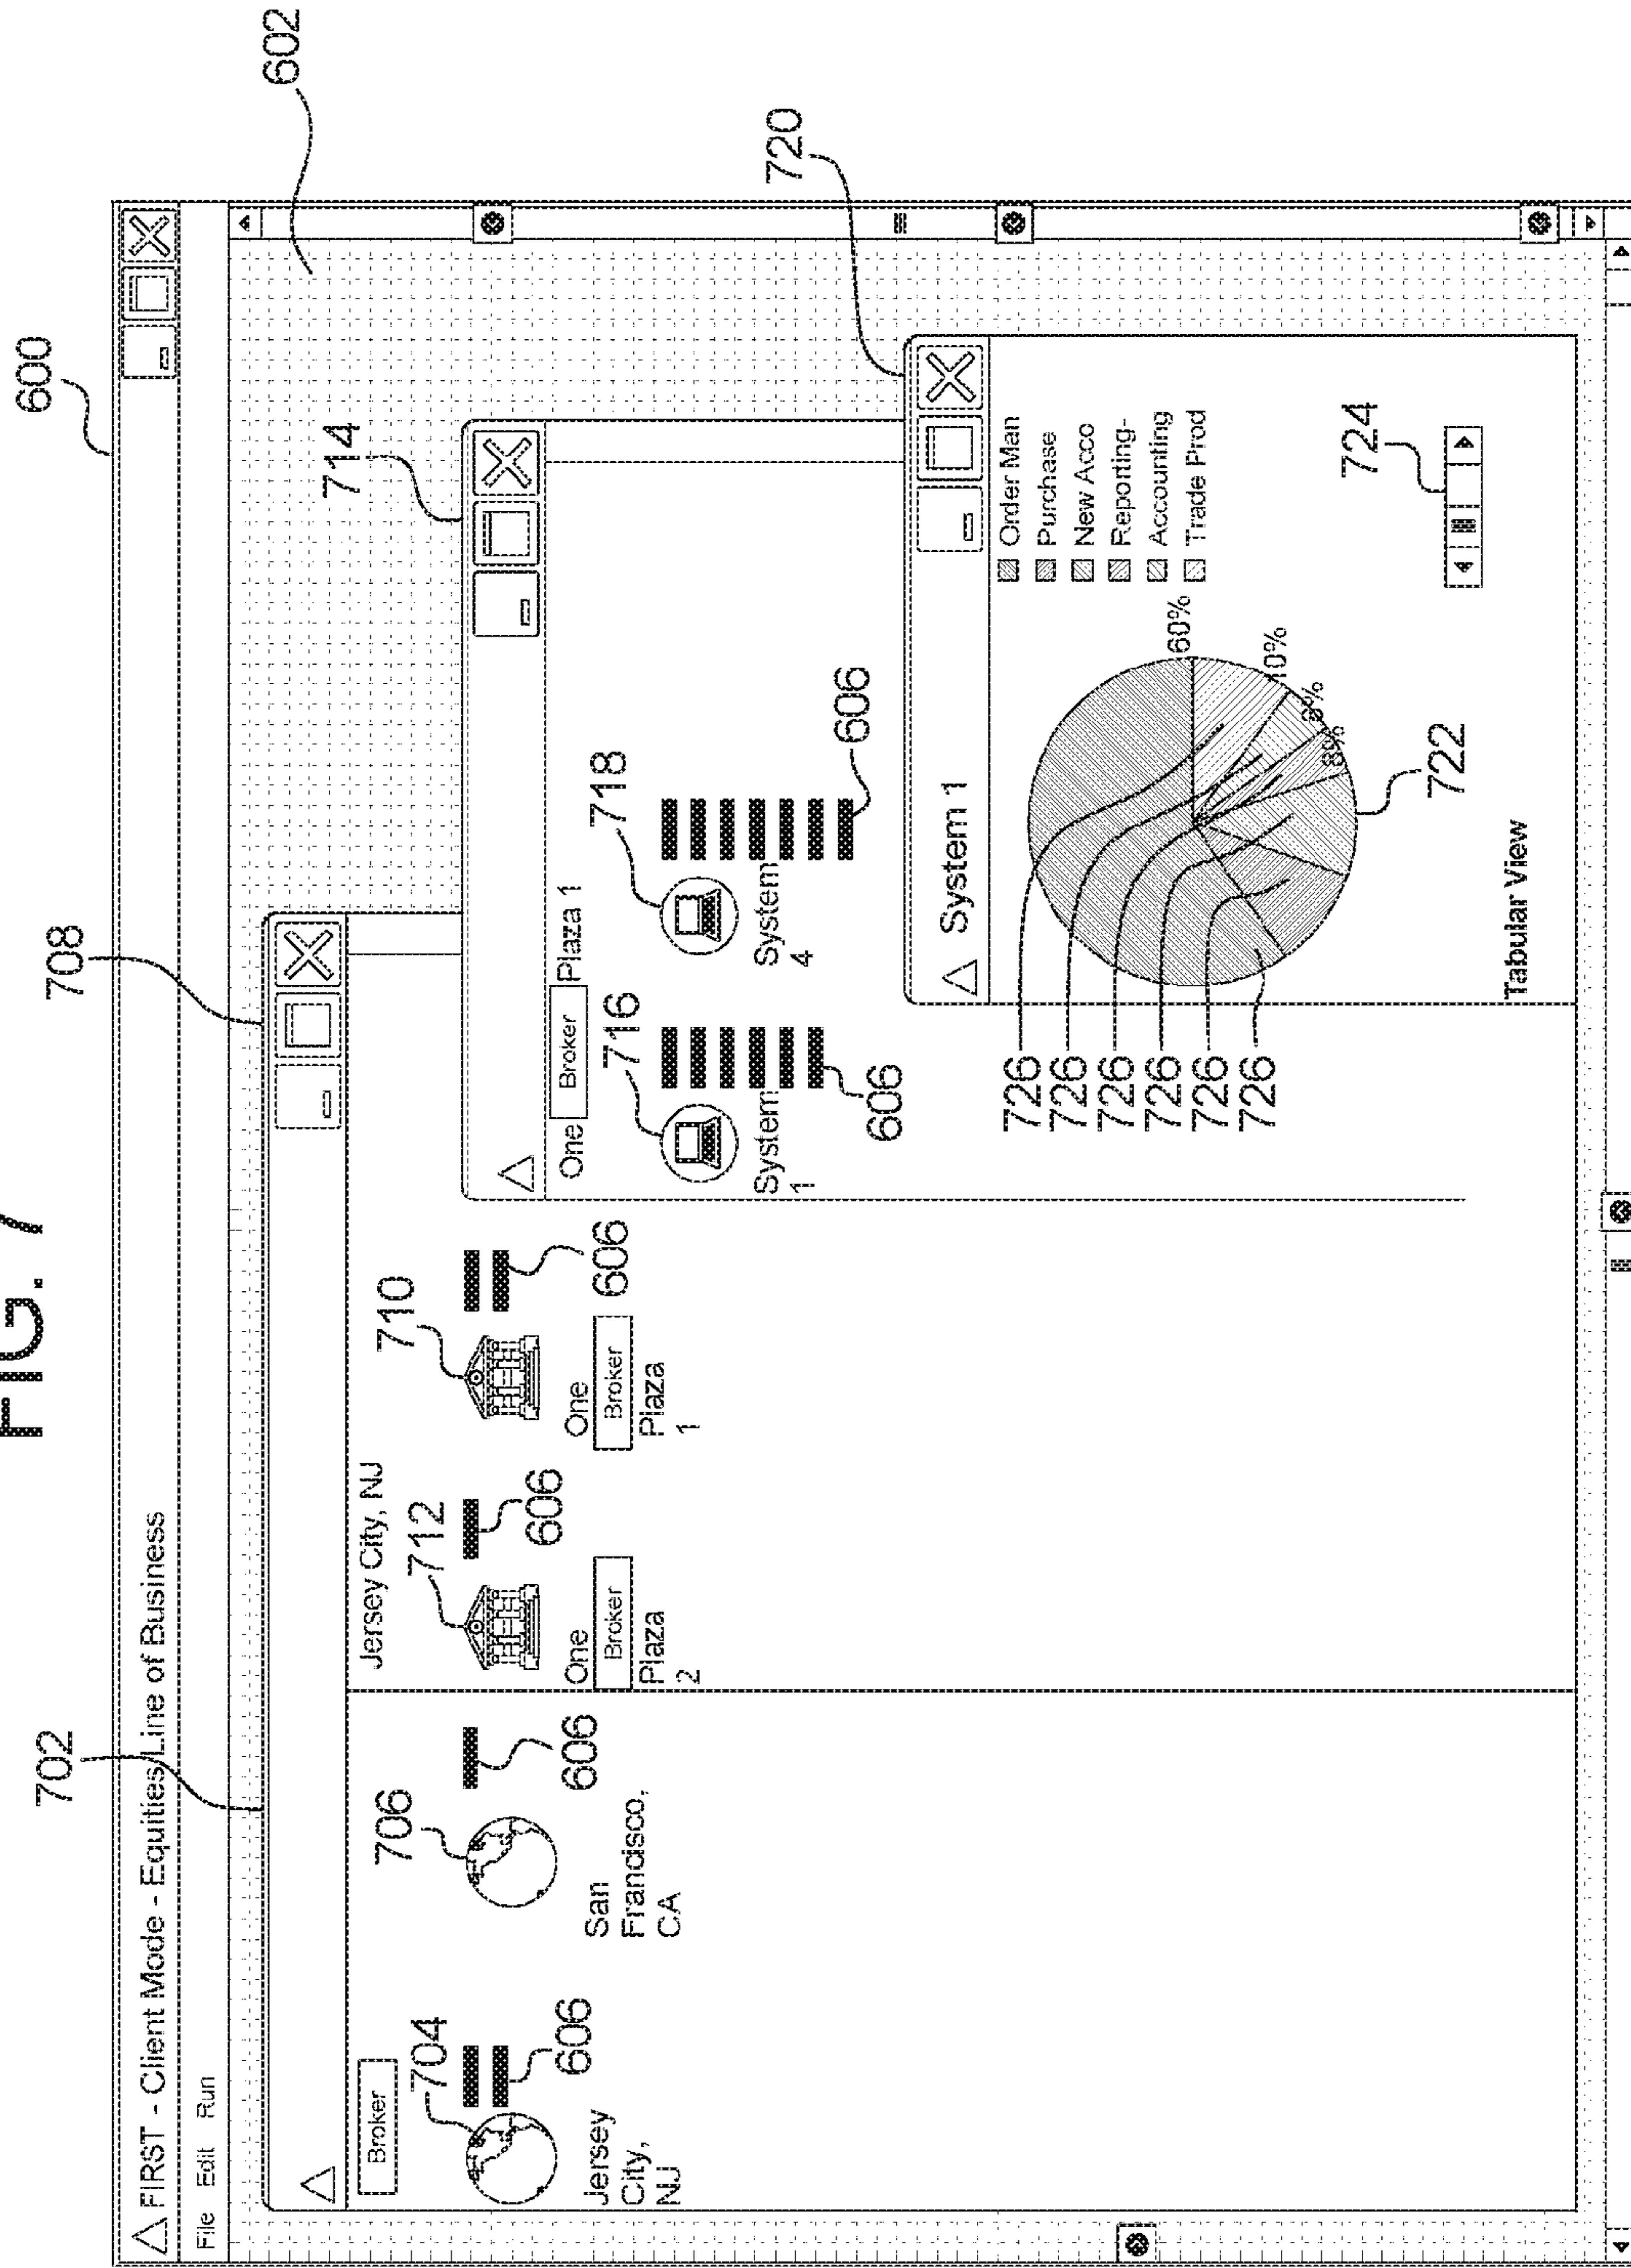 FIG. 7
600
602
FIRST - Client Mode - Equities/Line of Business
File Edit Run
702
708
Broker
704
606
Jersey
City,
NJ
706
606
San
Francisco,
CA
Jersey City, NJ
712
606
One
Broker
Plaza
2
710
606
One
Broker
Plaza
1
714
One Broker Plaza 1
716
606
System
1
718
606
System
4
720
System 1
726
726
726
726
726
726
60%
10%
8%
722
Order Man
Purchase
New Acco
Reporting-
Accounting
Trade Prod
724
Tabular View